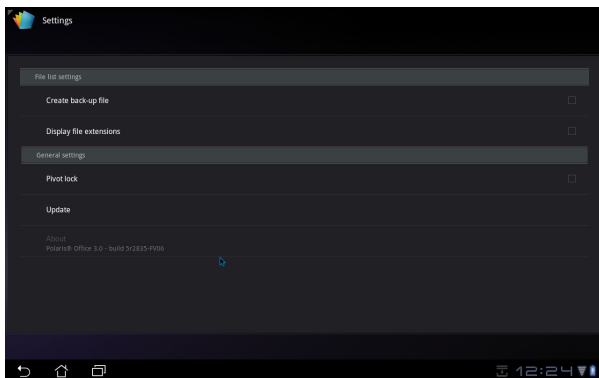 Settings
File list settings
Create back-up file
Display file extensions
General settings
Pivot lock
Update
About
Polaris® Office 3.0 - build 5r2835-FV06
12:24